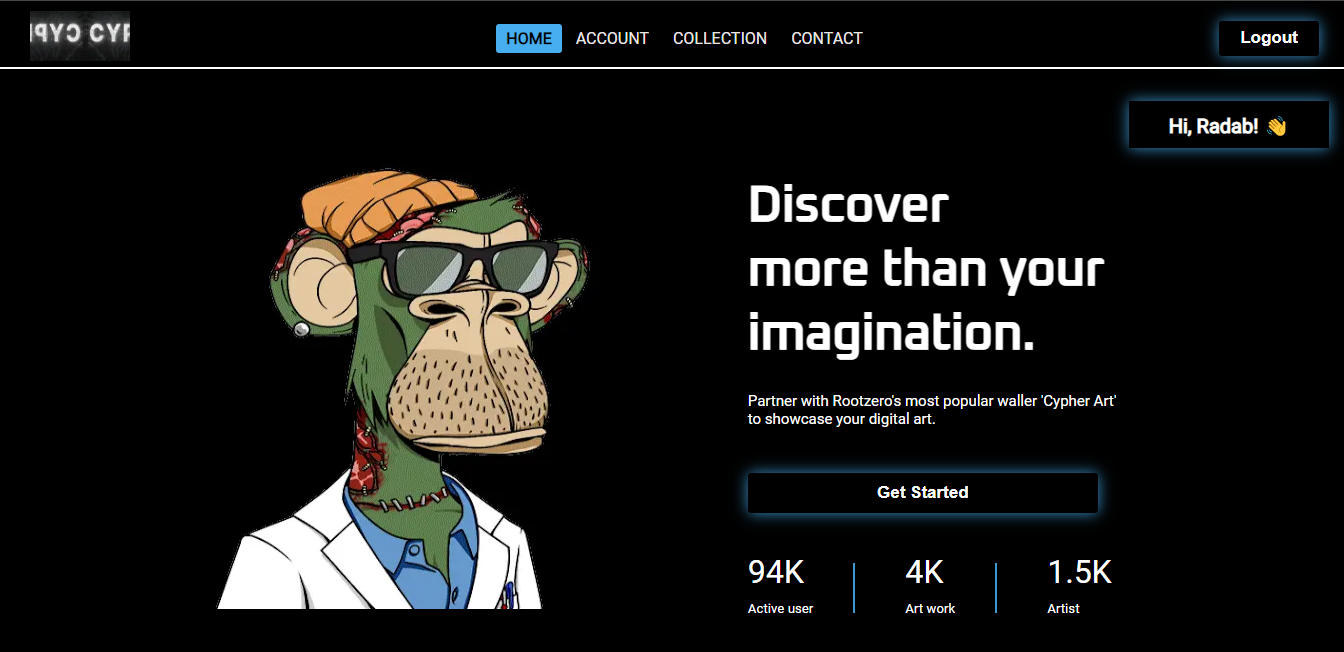 HOME ACCOUNT COLLECTION CONTACT
Logout
Hi, Radab! 👋
Discover
more than your
imagination.
Partner with Rootzero's most popular waller 'Cypher Art'
to showcase your digital art.
Get Started
94K 4K 1.5K
Active user Art work Artist